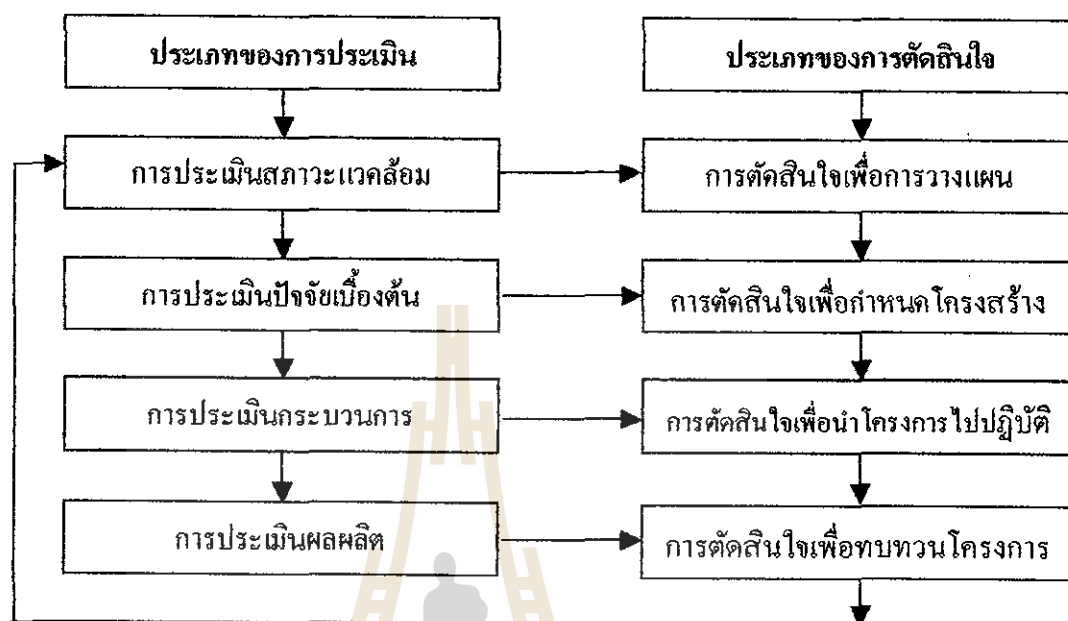 ประเภทของการประเมิน
ประเภทของการตัดสินใจ
การประเมินสภาวะแวดล้อม
การตัดสินใจเพื่อการวางแผน
การประเมินปัจจัยเบื้องต้น
การตัดสินใจเพื่อกำหนดโครงสร้าง
การประเมินกระบวนการ
การตัดสินใจเพื่อนำโครงการไปปฏิบัติ
การประเมินผลผลิต
การตัดสินใจเพื่อทบทวนโครงการ